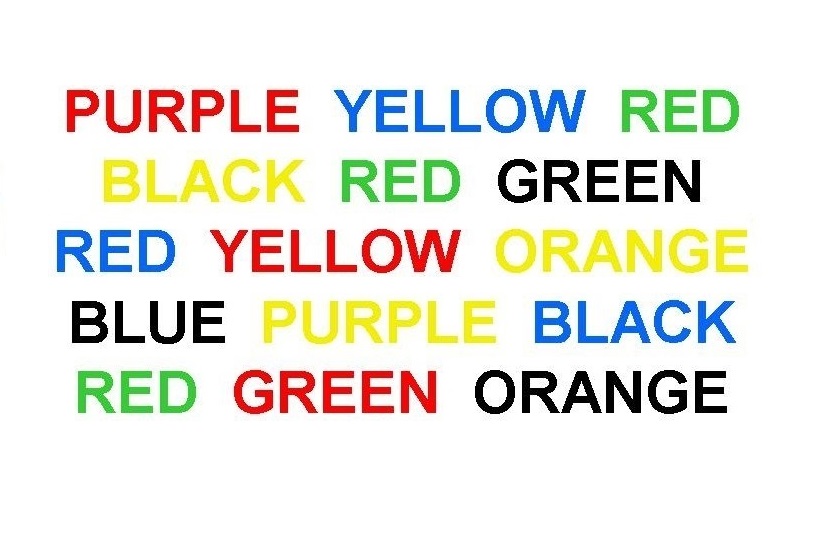 PURPLE YELLOW RED
BLACK RED GREEN
RED YELLOW ORANGE
BLUE PURPLE BLACK
RED GREEN ORANGE